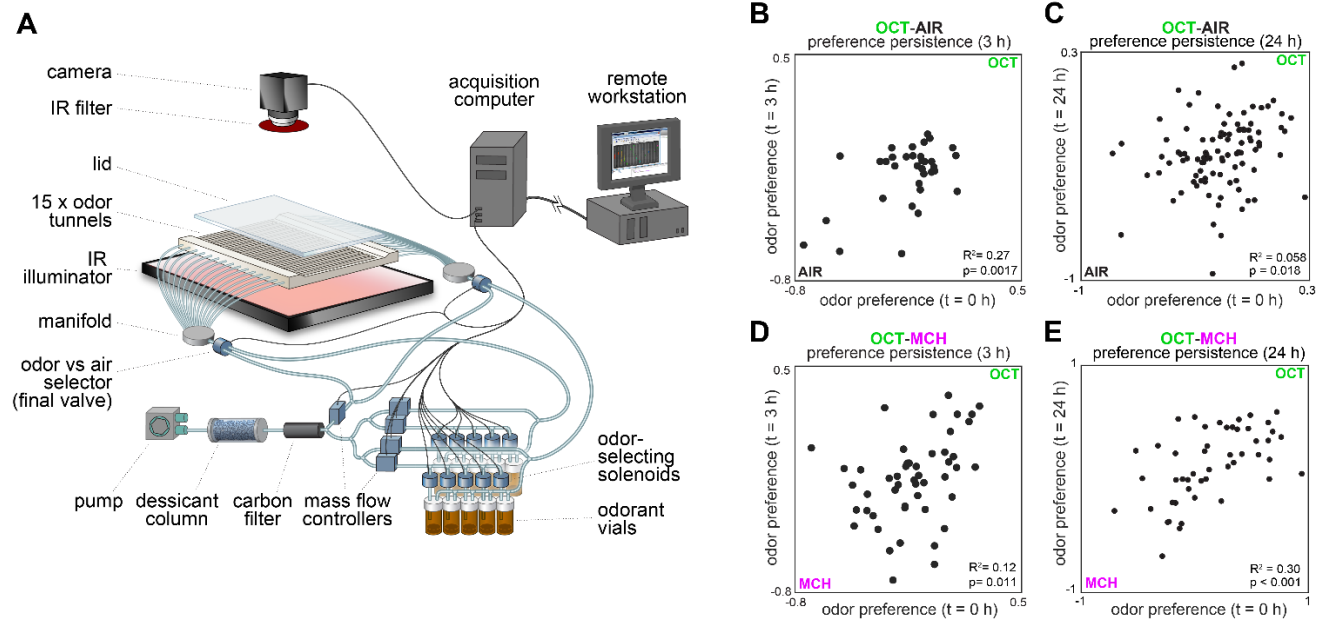 A
camera
IR filter
lid
15 x odor
tunnels
IR
illuminator
manifold
odor vs air
selector
(final valve)
pump
dessicant
column
carbon
filter
mass flow
controllers
acquisition
computer
remote
workstation
odor-
selecting
solenoids
odorant
vials
B
OCT-AIR
preference persistence (3 h)
0.5
OCT
odor preference (t = 3 h)
AIR
R²= 0.27
p= 0.0017
-0.8
-0.8
0.5
odor preference (t = 0 h)
C
OCT-AIR
preference persistence (24 h)
0.3
OCT
odor preference (t = 24 h)
AIR
R² = 0.058
p = 0.018
-1
-1
0.3
odor preference (t = 0 h)
D
OCT-MCH
preference persistence (3 h)
0.5
OCT
odor preference (t = 3 h)
MCH
R²= 0.12
p= 0.011
-0.8
-0.8
0.5
odor preference (t = 0 h)
E
OCT-MCH
preference persistence (24 h)
1
OCT
odor preference (t = 24 h)
MCH
R² = 0.30
p < 0.001
-1
-1
1
odor preference (t = 0 h)